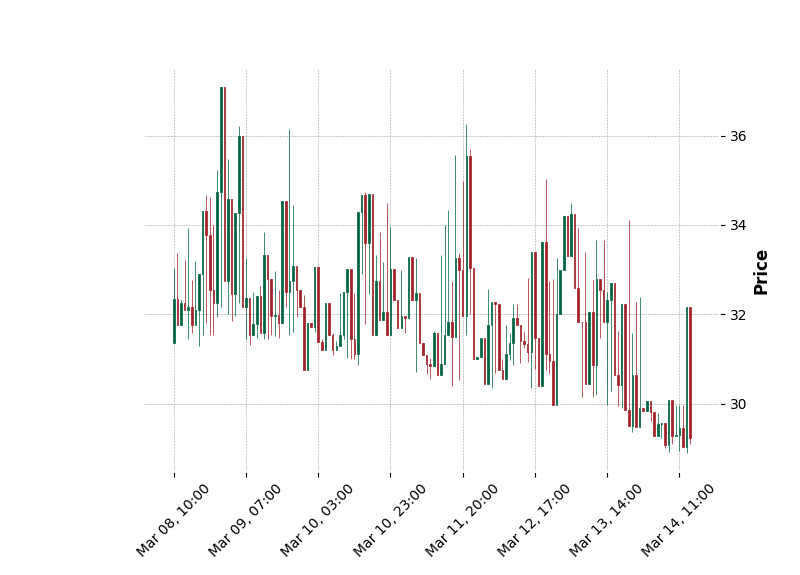 36
34
32
30
Price
Mar 08, 10:00
Mar 09, 07:00
Mar 10, 03:00
Mar 10, 23:00
Mar 11, 20:00
Mar 12, 17:00
Mar 13, 14:00
Mar 14, 11:00